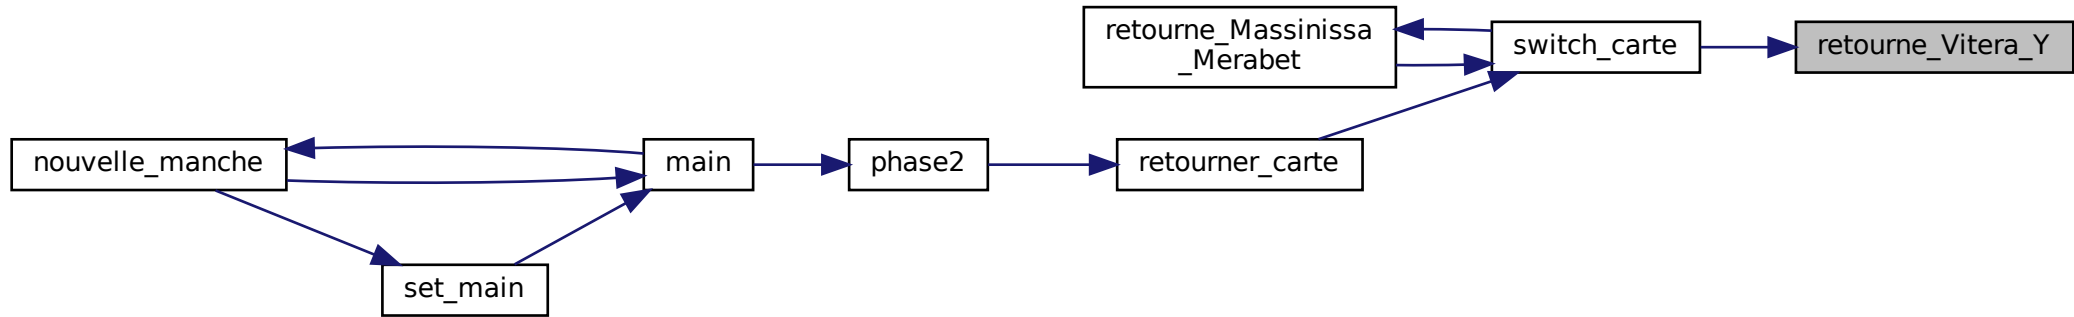 retourne_Massinissa
_Merabet
switch_carte
retourne_Vitera_Y
nouvelle_manche
main
phase2
retourner_carte
set_main